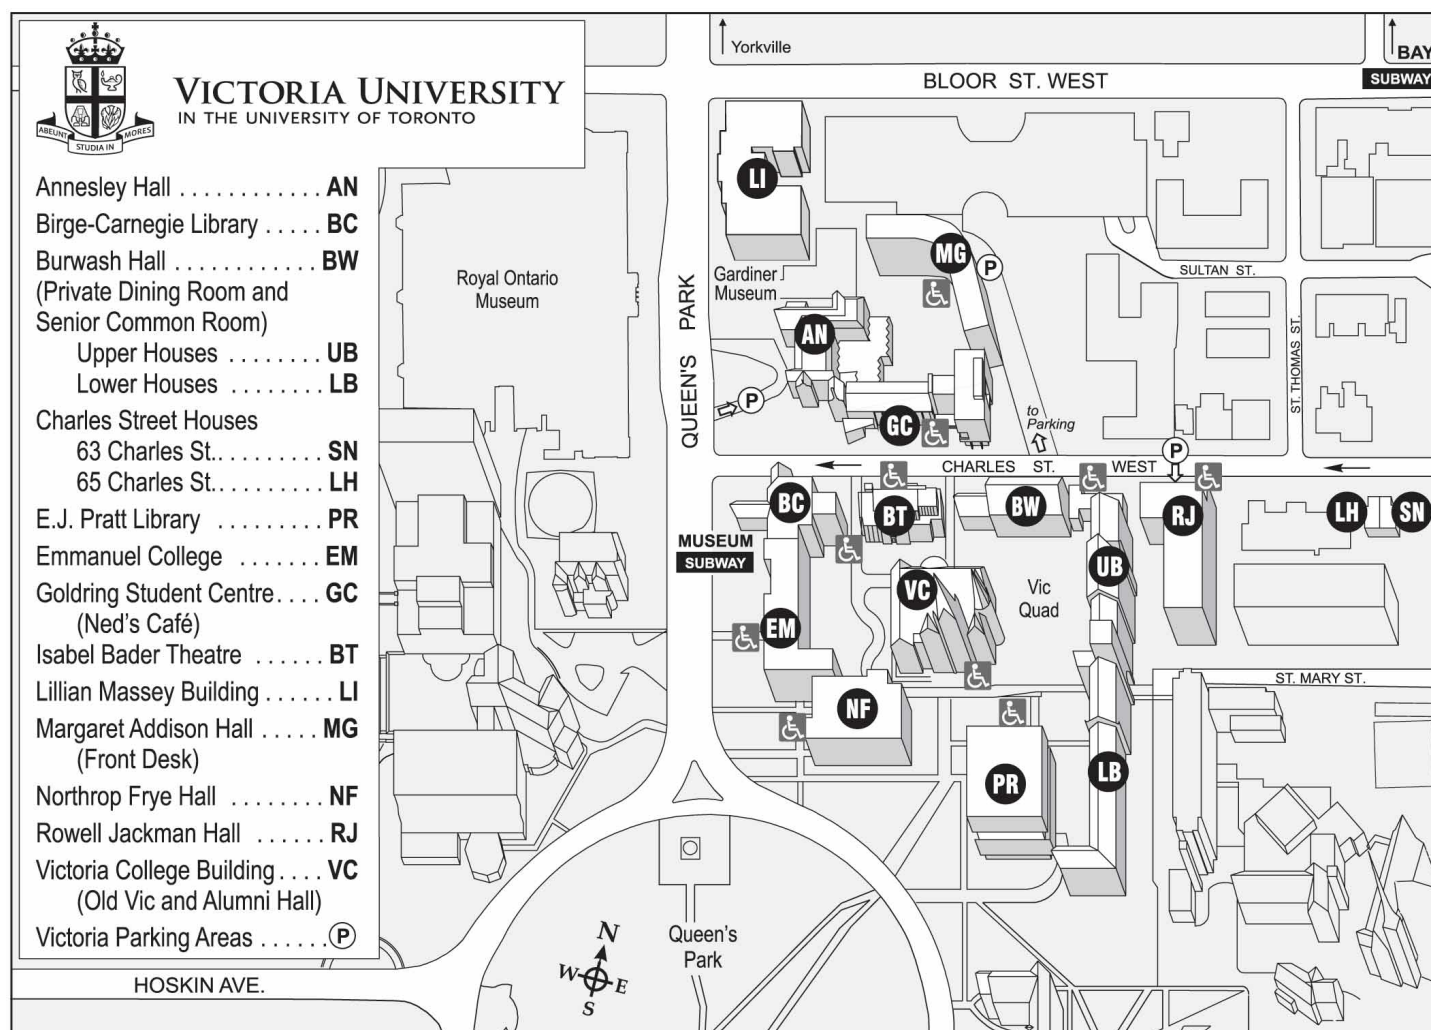 VICTORIA UNIVERSITY
IN THE UNIVERSITY OF TORONTO
ABEUNT STUDIA IN MORES
Annesley Hall . . . . . . . . . . . . AN
Birge-Carnegie Library . . . . . BC
Burwash Hall . . . . . . . . . . . . BW
(Private Dining Room and
Senior Common Room)
Upper Houses . . . . . . . . UB
Lower Houses . . . . . . . . LB
Charles Street Houses
63 Charles St.. . . . . . . . . SN
65 Charles St.. . . . . . . . . LH
E.J. Pratt Library . . . . . . . . . PR
Emmanuel College . . . . . . . EM
Goldring Student Centre. . . . GC
(Ned's Café)
Isabel Bader Theatre . . . . . . BT
Lillian Massey Building . . . . . . LI
Margaret Addison Hall . . . . . MG
(Front Desk)
Northrop Frye Hall . . . . . . . . NF
Rowell Jackman Hall . . . . . . RJ
Victoria College Building . . . . VC
(Old Vic and Alumni Hall)
Victoria Parking Areas . . . . . . P
Yorkville
BAY
SUBWAY
BLOOR ST. WEST
LI
MG
P
Royal Ontario
Museum
Gardiner
Museum
SULTAN ST.
QUEEN'S PARK
AN
ST. THOMAS ST.
P
GC
to
Parking
P
CHARLES ST. WEST
BC
BT
BW
RJ
LH
SN
MUSEUM
SUBWAY
VC
Vic
Quad
UB
EM
ST. MARY ST.
NF
PR
LB
Queen's
Park
N
W
E
S
HOSKIN AVE.